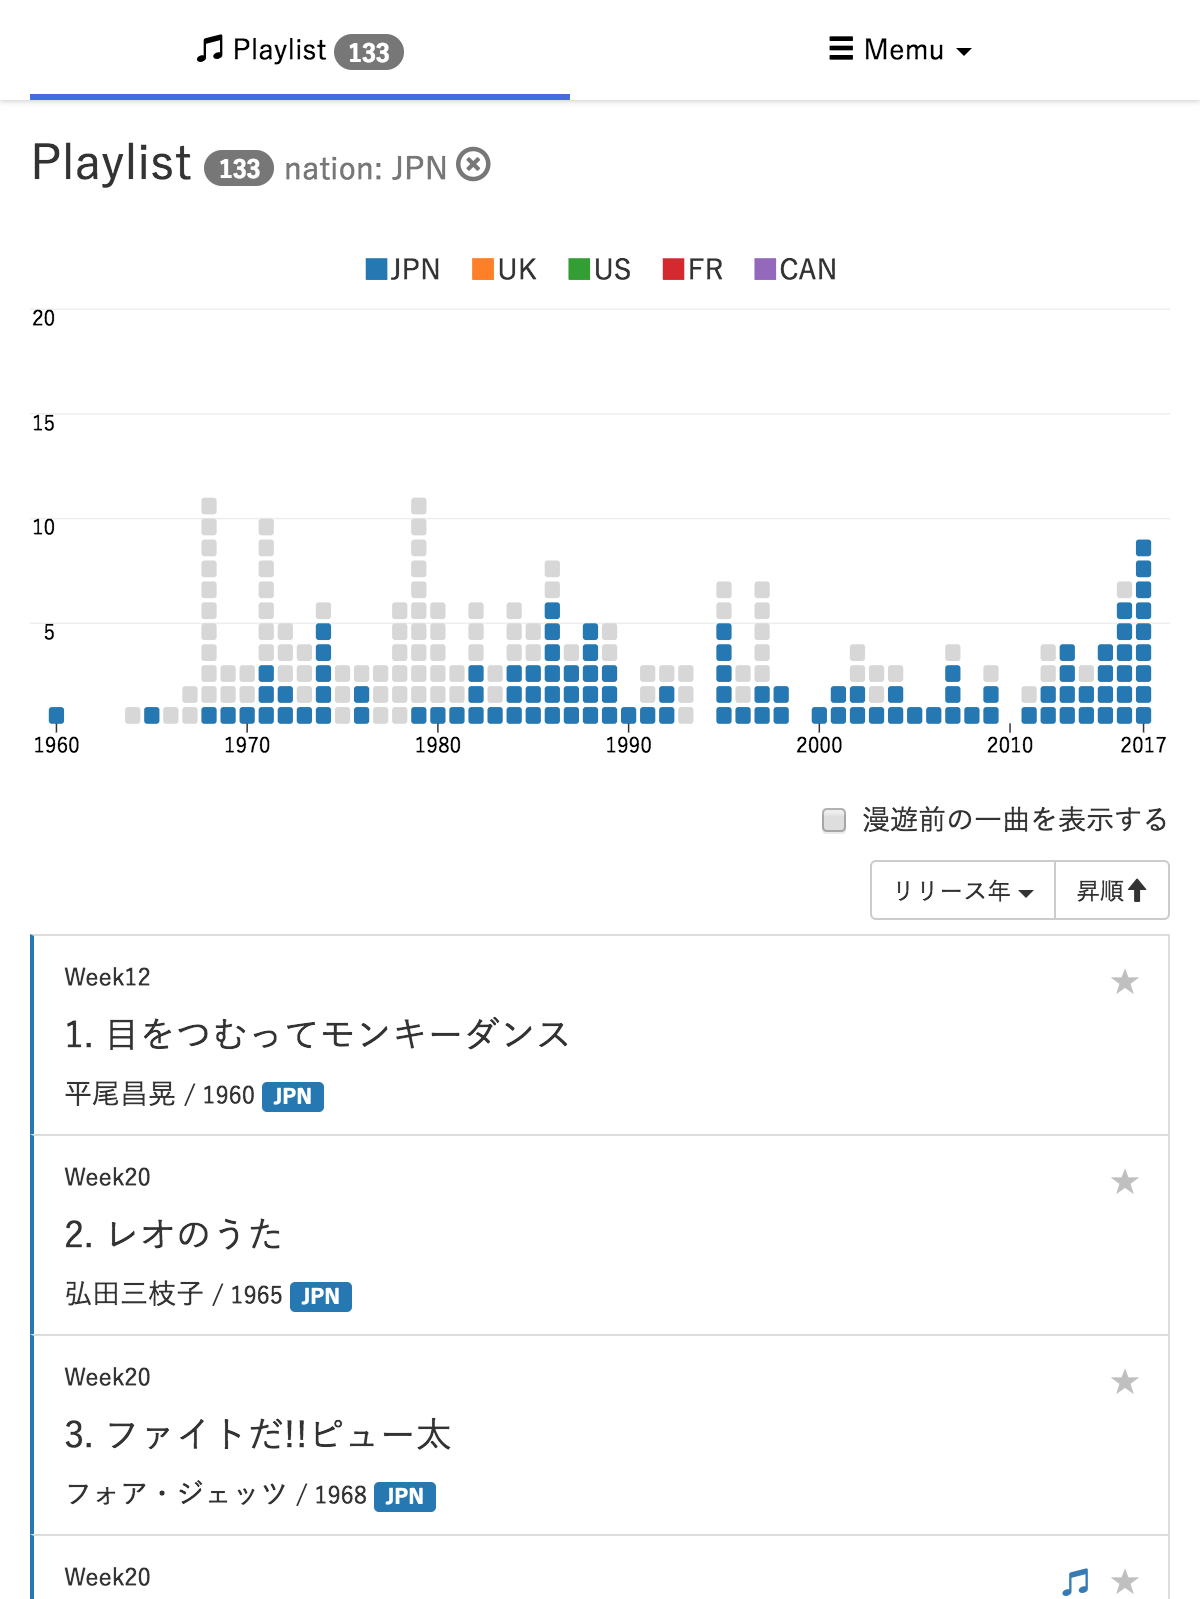 Playlist 133
Memu
Playlist 133 nation: JPN
JPN UK US FR CAN
20
15
10
5
1960 1970 1980 1990 2000 2010 2017
漫遊前の一曲を表示する
リリース年 昇順
Week12
1. 目をつむってモンキーダンス
平尾昌晃 / 1960 JPN
Week20
2. レオのうた
弘田三枝子 / 1965 JPN
Week20
3. ファイトだ!!ピュー太
フォア・ジェッツ / 1968 JPN
Week20